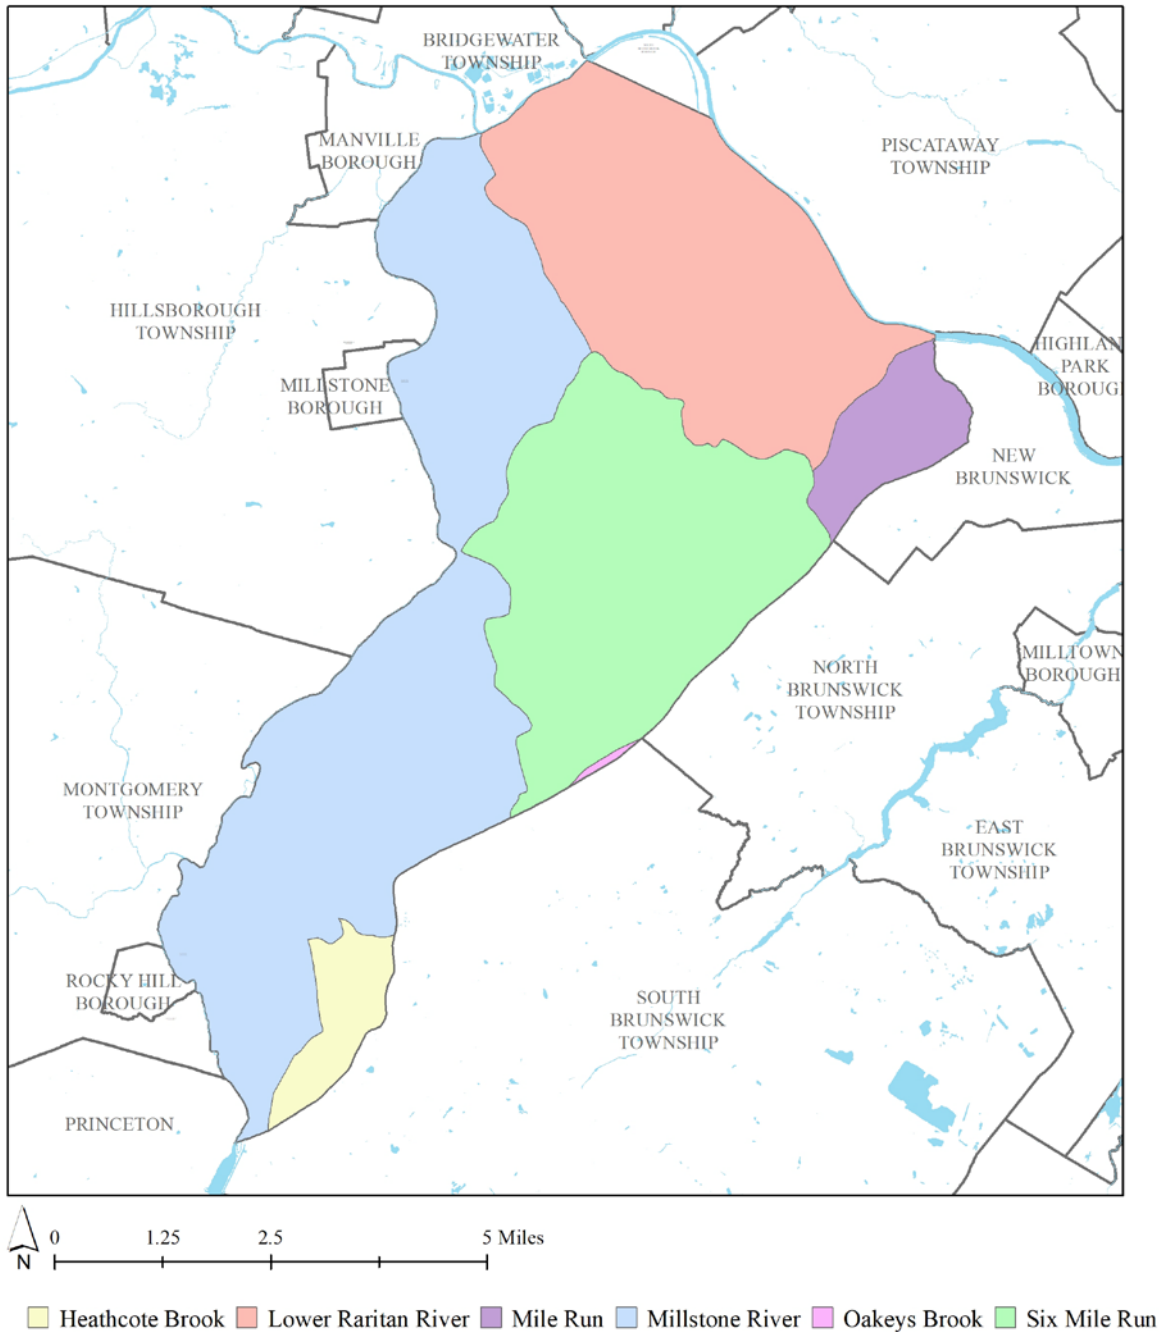 BRIDGEWATER
TOWNSHIP
MANVILLE
BOROUGH
PISCATAWAY
TOWNSHIP
HILLSBOROUGH
TOWNSHIP
HIGHLAN
PARK
BOROUG
MILLSTONE
BOROUGH
NEW
BRUNSWICK
MILLTOWN
BOROUGH
NORTH
BRUNSWICK
TOWNSHIP
MONTGOMERY
TOWNSHIP
EAST
BRUNSWICK
TOWNSHIP
ROCKY HILL
BOROUGH
SOUTH
BRUNSWICK
TOWNSHIP
PRINCETON
N
0 1.25 2.5 5 Miles
Heathcote Brook Lower Raritan River Mile Run Millstone River Oakeys Brook Six Mile Run